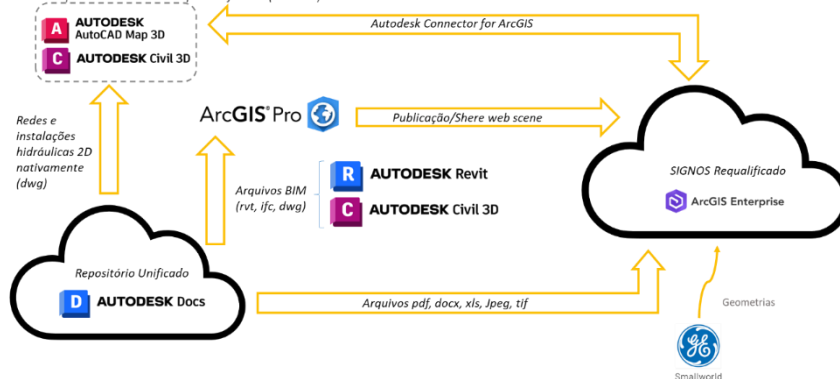 AUTODESK
AutoCAD Map 3D
AUTODESK Civil 3D
Autodesk Connector for ArcGIS
Redes e
instalações
hidráulicas 2D
nativamente
(dwg)
ArcGIS® Pro
Publicação/Shere web scene
Arquivos BIM
(rvt, ifc, dwg)
AUTODESK Revit
AUTODESK Civil 3D
SIGNOS Requalificado
ArcGIS Enterprise
Repositório Unificado
AUTODESK Docs
Arquivos pdf, docx, xls, Jpeg, tif
Geometrias
Smallworld